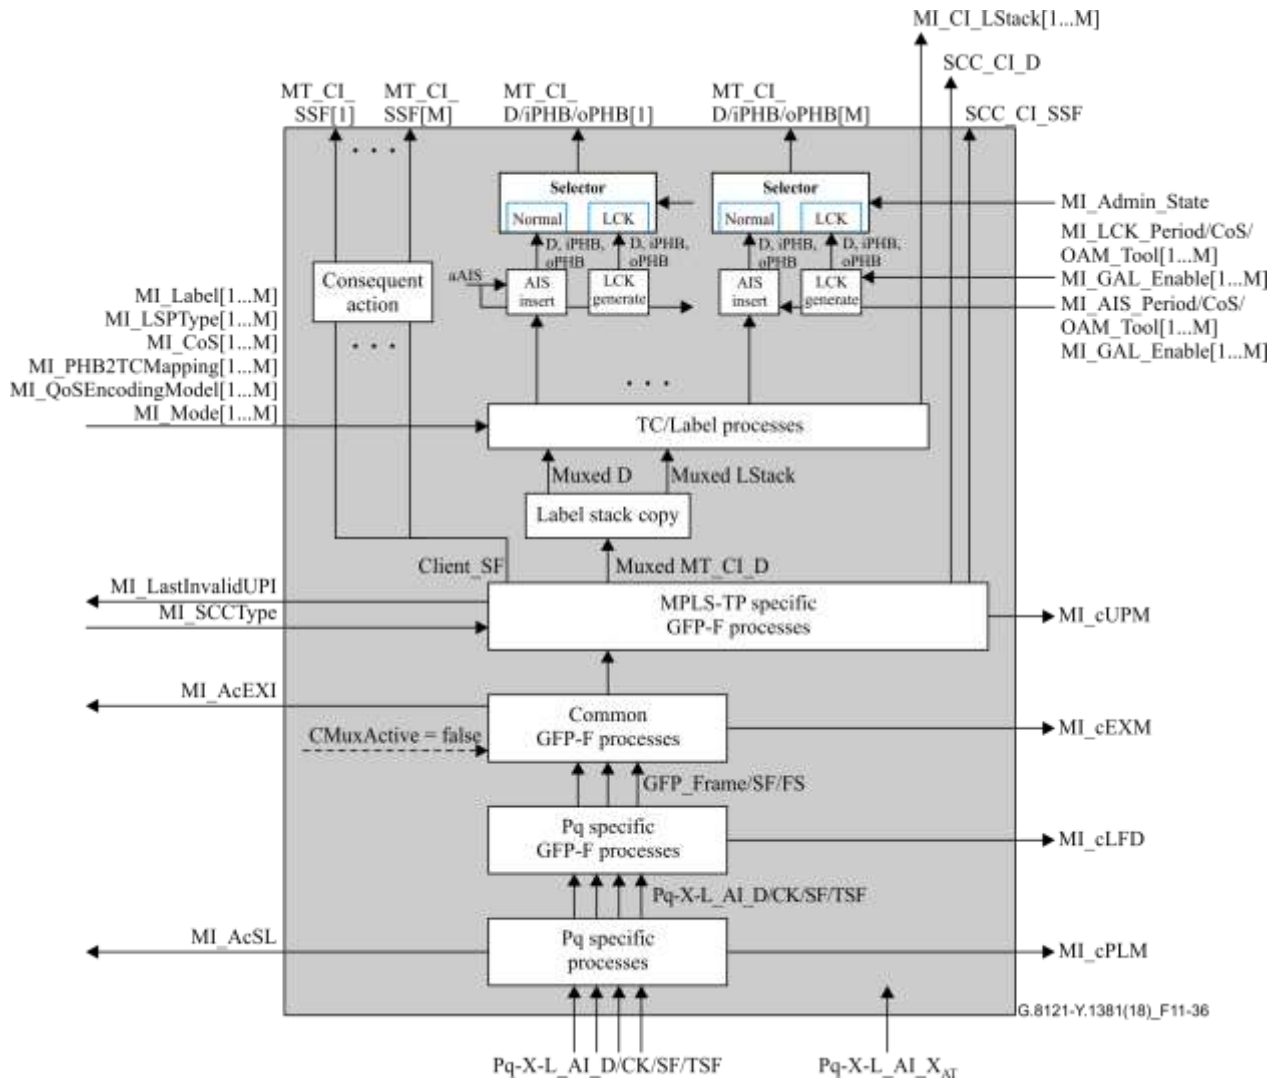 MI_CI_LStack[1...M]
SCC_CI_D
MT_CI_
SSF[1]
MT_CI_
SSF[M]
MT_CI_
D/iPHB/oPHB[1]
MT_CI_
D/iPHB/oPHB[M]
SCC_CI_SSF
. . .
Selector
Normal
LCK
Selector
Normal
LCK
MI_Admin_State
MI_LCK_Period/CoS/
OAM_Tool[1...M]
MI_GAL_Enable[1...M]
MI_AIS_Period/CoS/
OAM_Tool[1...M]
MI_GAL_Enable[1...M]
D, iPHB,
oPHB
D, iPHB,
oPHB
D, iPHB,
oPHB
D, iPHB,
oPHB
Consequent
action
aAIS
AIS
insert
LCK
generate
AIS
insert
LCK
generate
MI_Label[1...M]
MI_LSPType[1...M]
MI_CoS[1...M]
MI_PHB2TCMapping[1...M]
MI_QoSEncodingModel[1...M]
MI_Mode[1...M]
. . .
. . .
TC/Label processes
Muxed D
Muxed LStack
Label stack copy
Client_SF
Muxed MT_CI_D
MI_LastInvalidUPI
MI_SCCType
MPLS-TP specific
GFP-F processes
MI_cUPM
MI_AcEXI
CMuxActive = false
Common
GFP-F processes
MI_cEXM
GFP_Frame/SF/FS
Pq specific
GFP-F processes
MI_cLFD
Pq-X-L_AI_D/CK/SF/TSF
MI_AcSL
Pq specific
processes
MI_cPLM
G.8121-Y.1381(18)_F11-36
Pq-X-L_AI_D/CK/SF/TSF
Pq-X-L_AI_X_AT